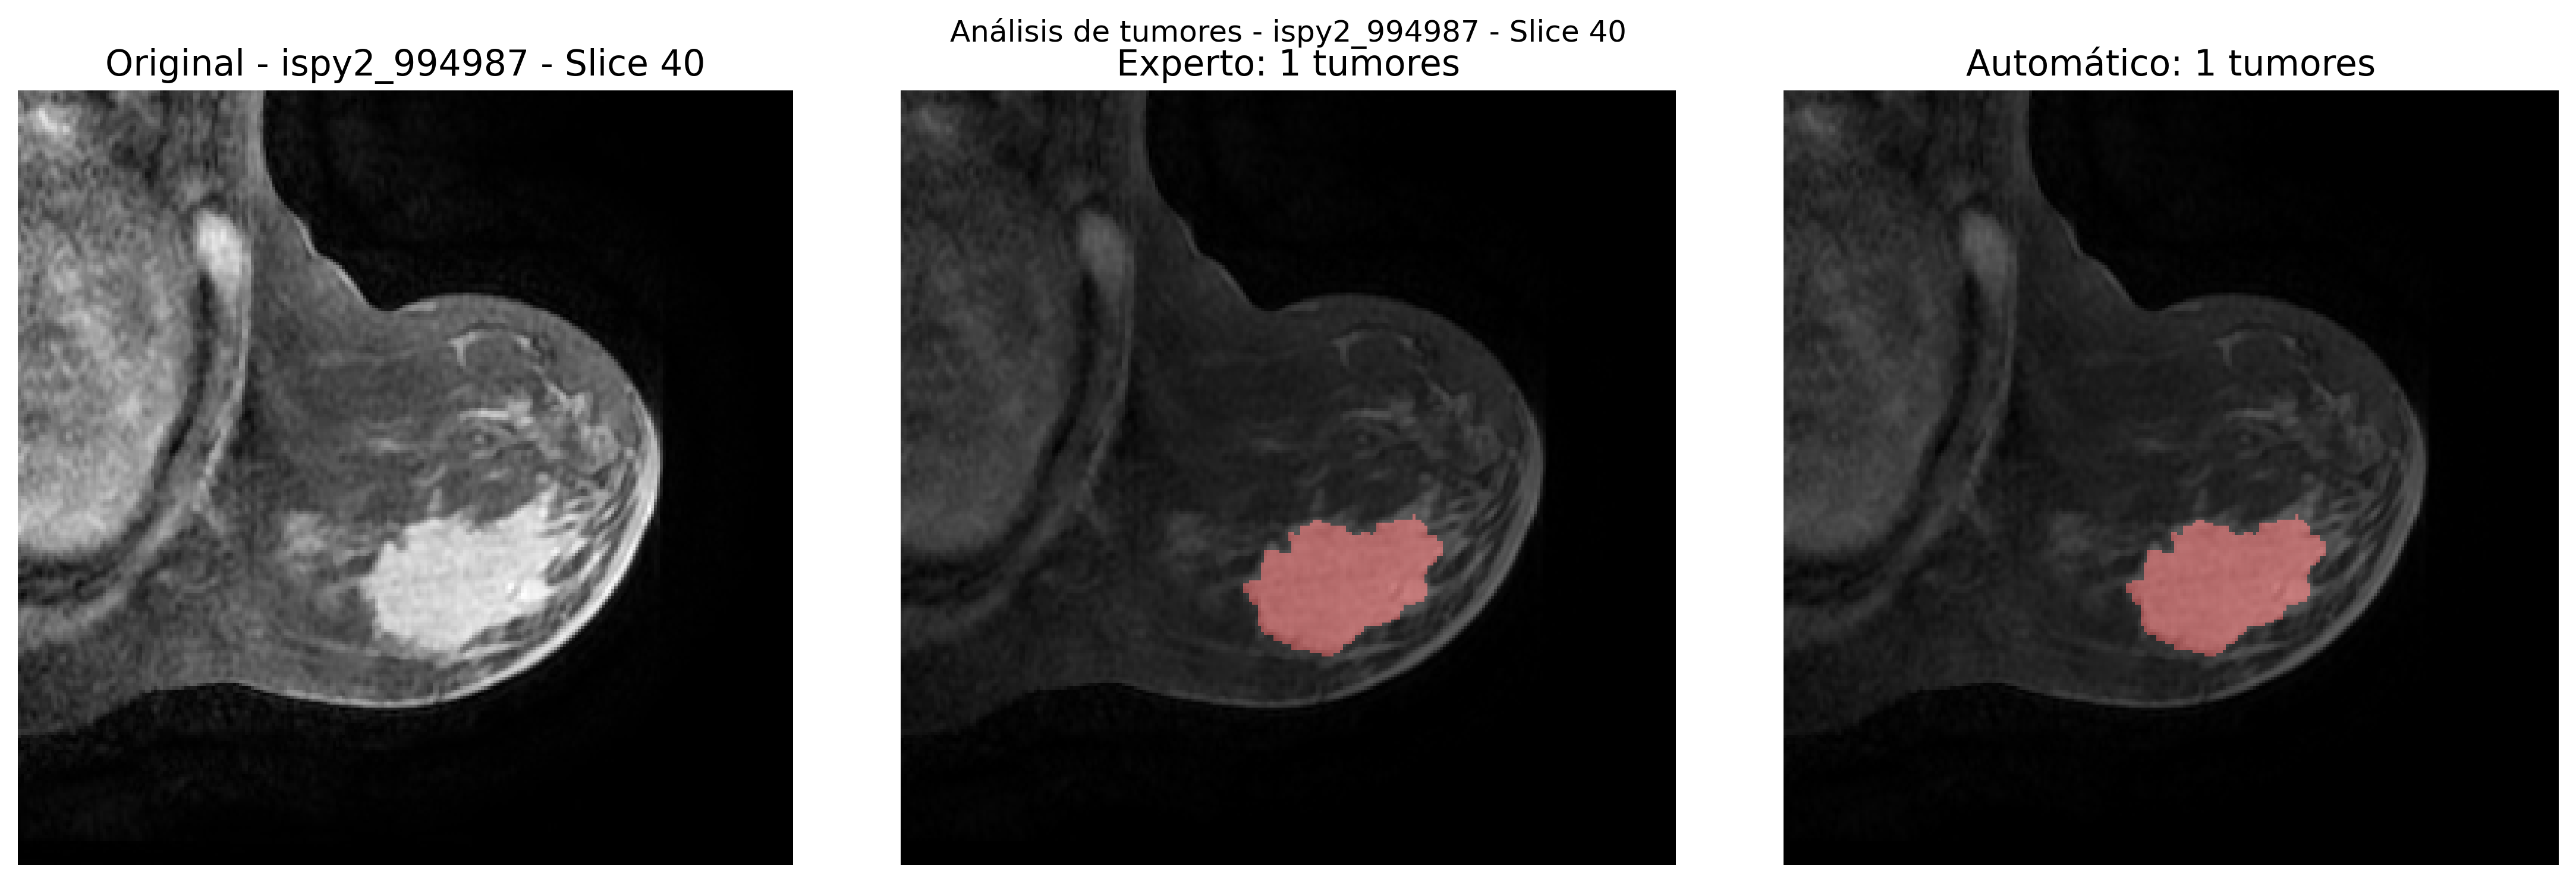 Análisis de tumores - ispy2_994987 - Slice 40
Original - ispy2_994987 - Slice 40
Experto: 1 tumores
Automático: 1 tumores